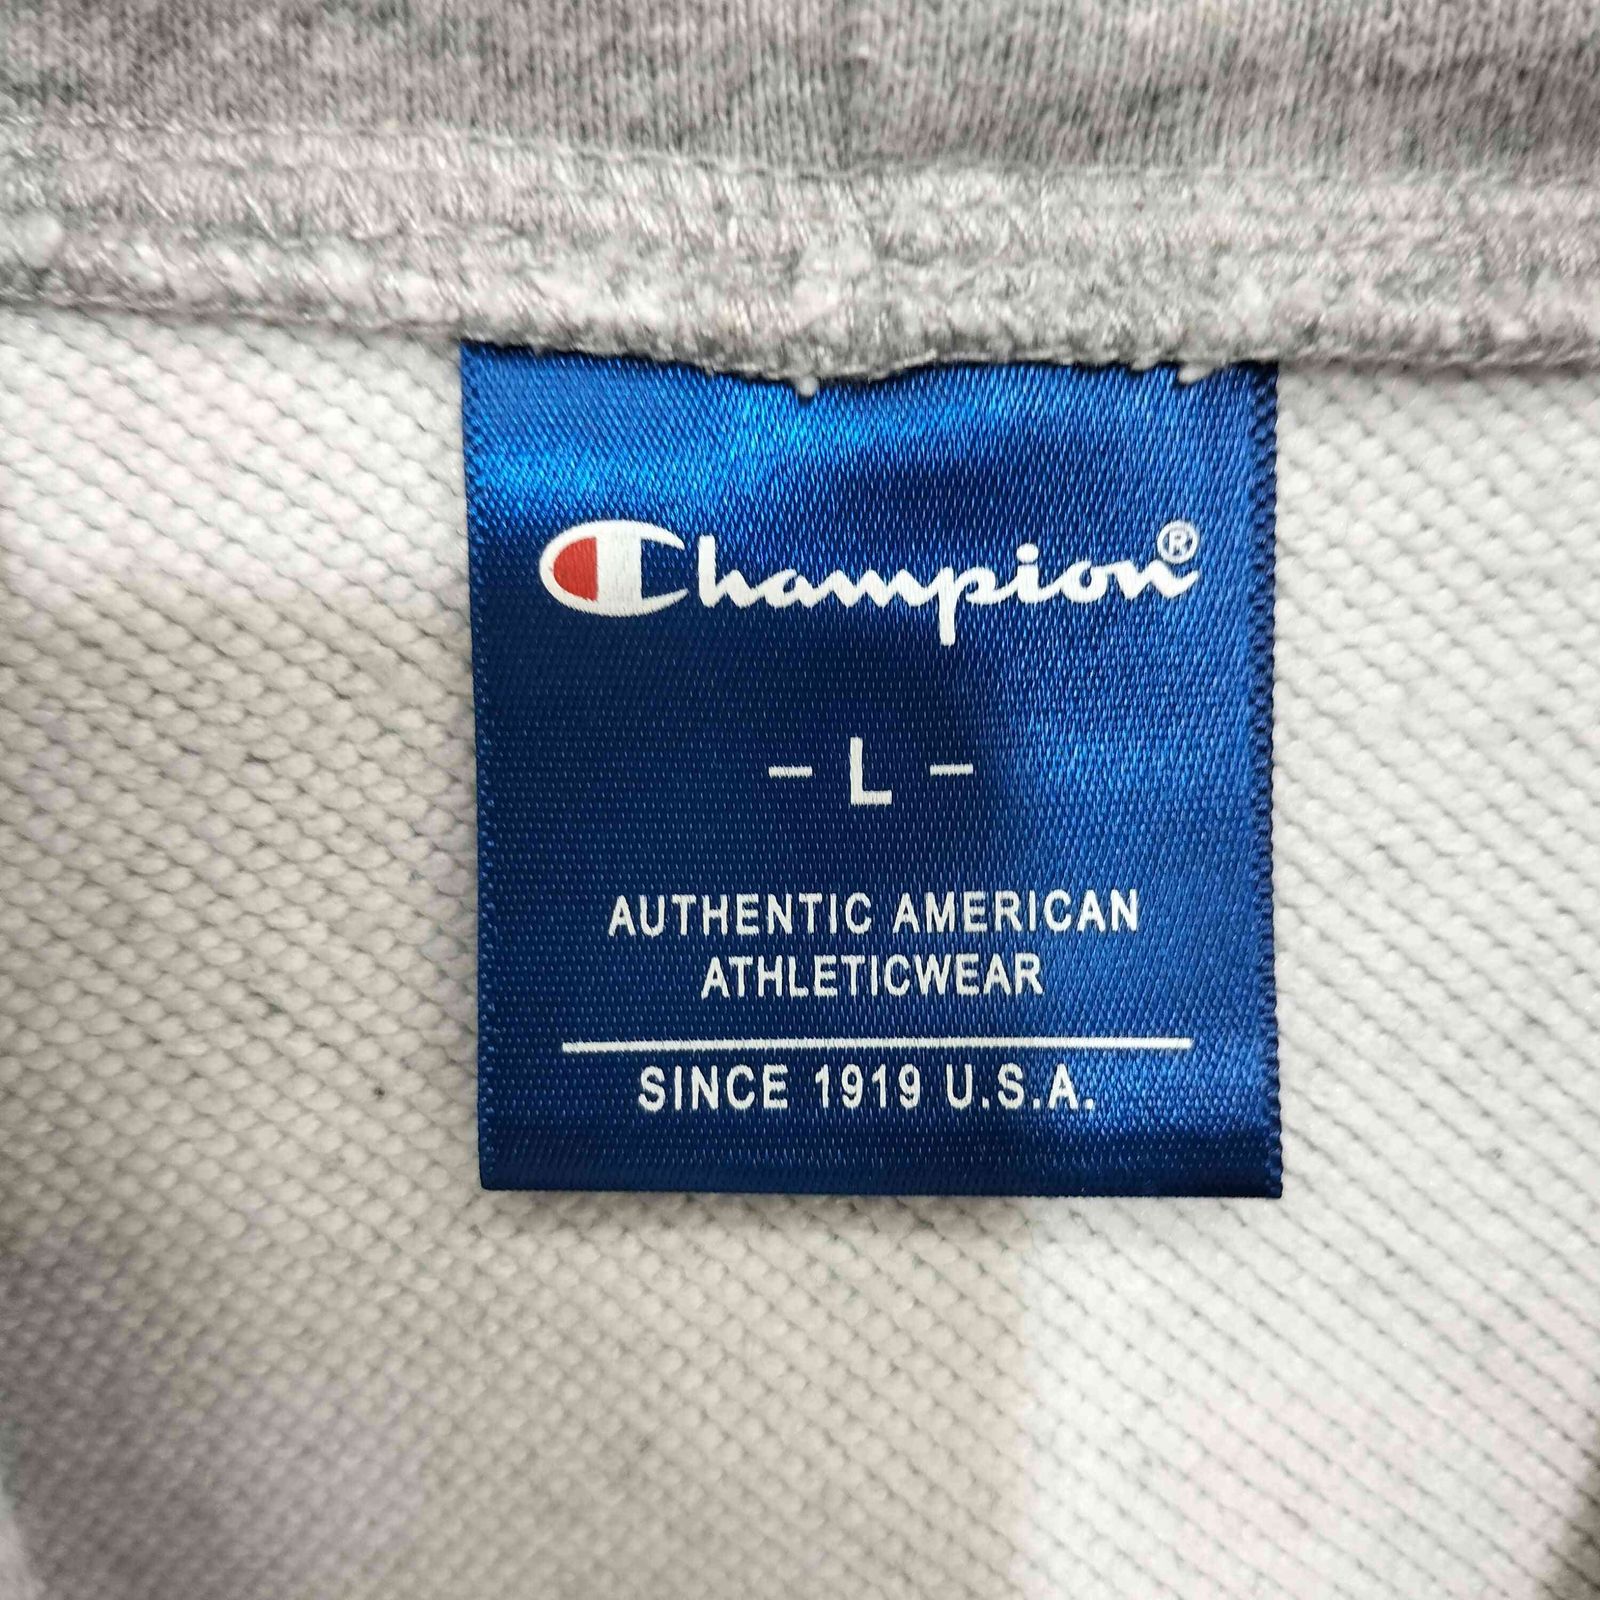 Champion®
- L -
AUTHENTIC AMERICAN
ATHLETICWEAR
SINCE 1919 U.S.A.